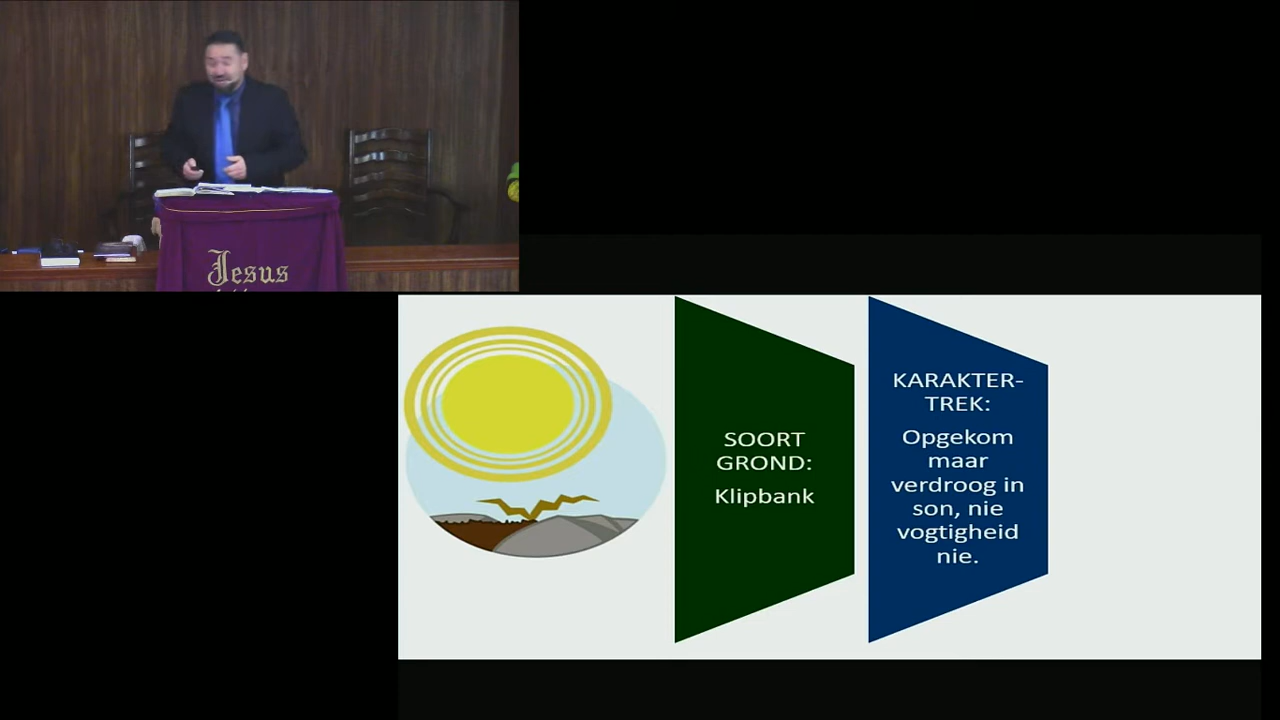 Jesus
SOORT
GROND:
Klipbank
KARAKTER-
TREK:
Opgekom
maar
verdroog in
son, nie
vogtigheid
nie.